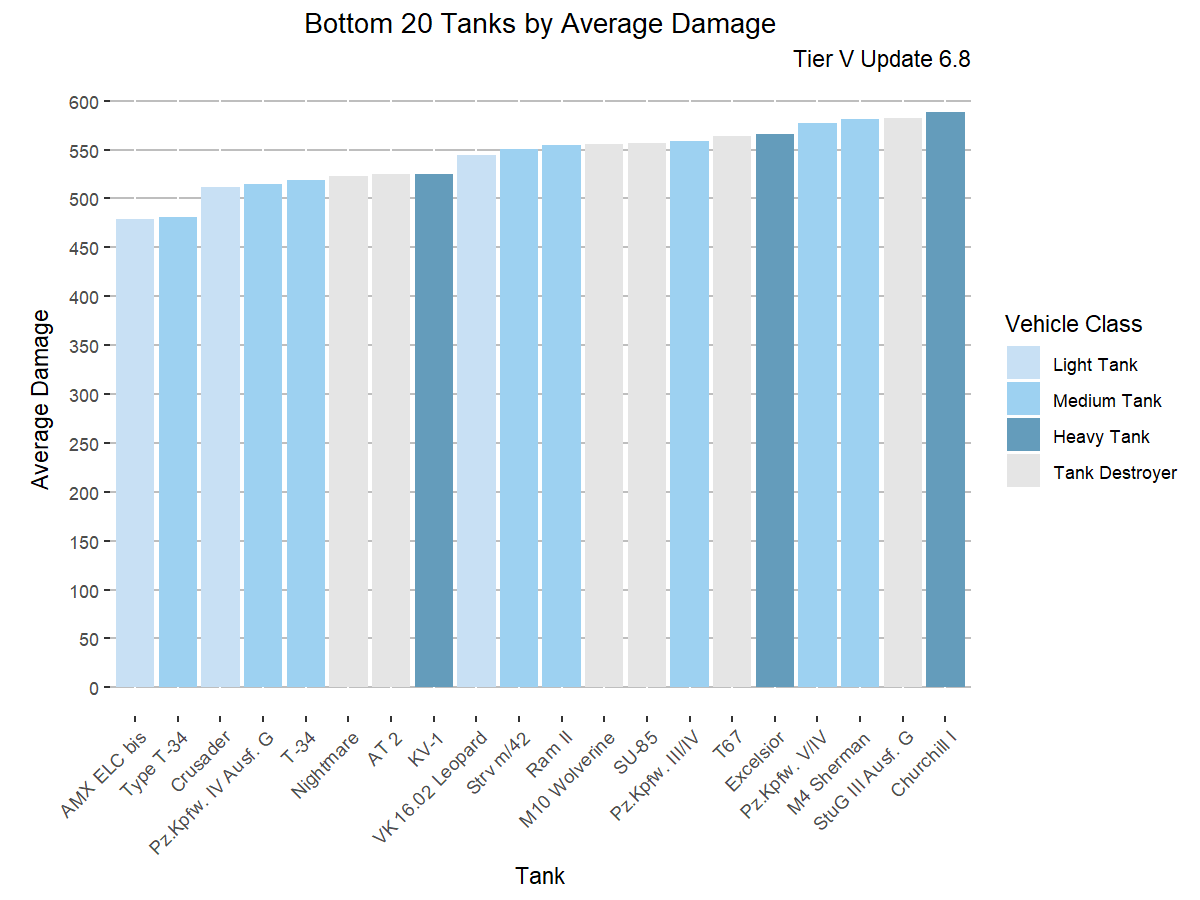 Bottom 20 Tanks by Average Damage
Tier V Update 6.8
Average Damage
600
550
500
450
400
350
300
250
200
150
100
50
0
AMX ELC bis
Type T-34
Crusader
Pz.Kpfw. IV Ausf. G
T-34
Nightmare
AT 2
KV-1
VK 16.02 Leopard
Strv m/42
Ram II
M10 Wolverine
SU-85
Pz.Kpfw. III/IV
T67
Excelsior
Pz.Kpfw. V/IV
M4 Sherman
StuG III Ausf. G
Churchill I
Tank
Vehicle Class
Light Tank
Medium Tank
Heavy Tank
Tank Destroyer